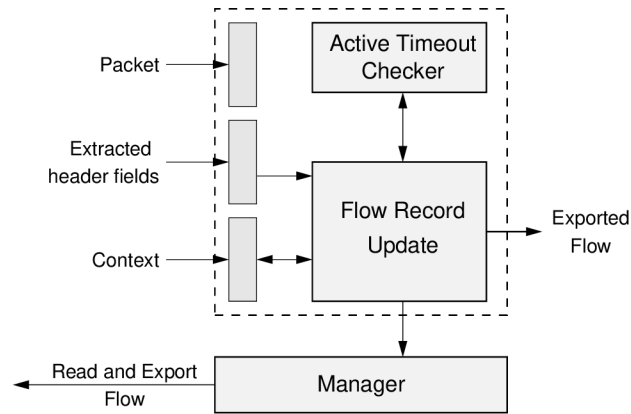 Active Timeout
Checker
Packet
Extracted
header fields
Flow Record
Update
Exported
Flow
Context
Read and Export
Flow
Manager